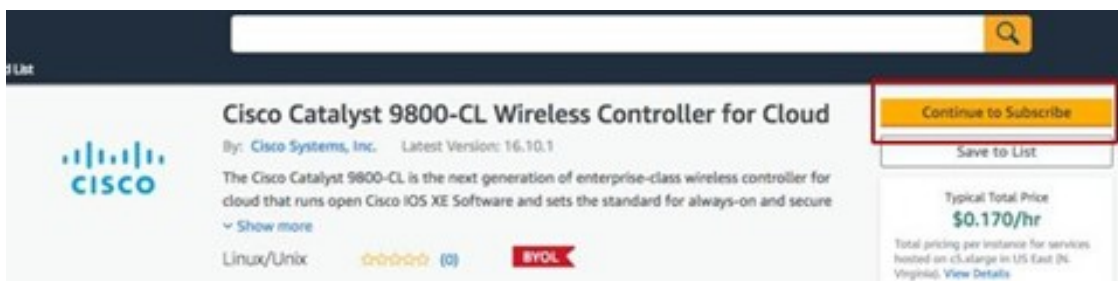 d List
Cisco Catalyst 9800-CL Wireless Controller for Cloud
Continue to Subscribe
By: Cisco Systems, Inc. Latest Version: 16.10.1
Save to List
CISCO
The Cisco Catalyst 9800-CL is the next generation of enterprise-class wireless controller for
cloud that runs open Cisco IOS XE Software and sets the standard for always-on and secure
Show more
Linux/Unix (0) BYOL
Typical Total Price
$0.170/hr
Total pricing per instance for services
hosted on c5.xlarge in US East (N.
Virginia). View Details